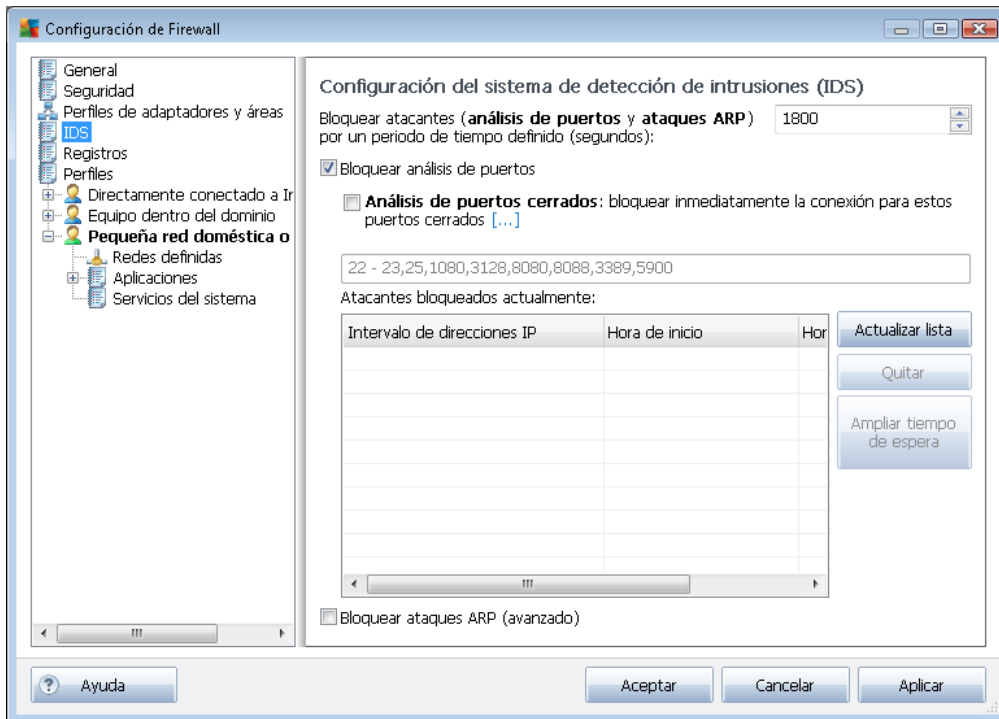 Configuración de Firewall
General
Seguridad
Perfiles de adaptadores y áreas
IDS
Registros
Perfiles
Directamente conectado a Ir
Equipo dentro del dominio
Pequeña red doméstica o
Redes definidas
Aplicaciones
Servicios del sistema
Configuración del sistema de detección de intrusiones (IDS)
Bloquear atacantes (análisis de puertos y ataques ARP)
por un periodo de tiempo definido (segundos):
1800
Bloquear análisis de puertos
Análisis de puertos cerrados: bloquear inmediatamente la conexión para estos
puertos cerrados [...]
22 - 23,25,1080,3128,8080,8088,3389,5900
Atacantes bloqueados actualmente:
Intervalo de direcciones IP
Hora de inicio
Hor
Actualizar lista
Quitar
Ampliar tiempo
de espera
Bloquear ataques ARP (avanzado)
Ayuda
Aceptar
Cancelar
Aplicar